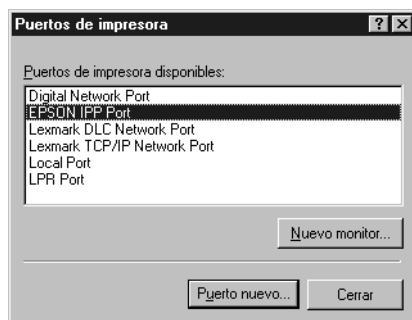 Puertos de impresora
Puertos de impresora disponibles:
Digital Network Port
EPSON IPP Port
Lexmark DLC Network Port
Lexmark TCP/IP Network Port
Local Port
LPR Port
Nuevo monitor...
Puerto nuevo...
Cerrar